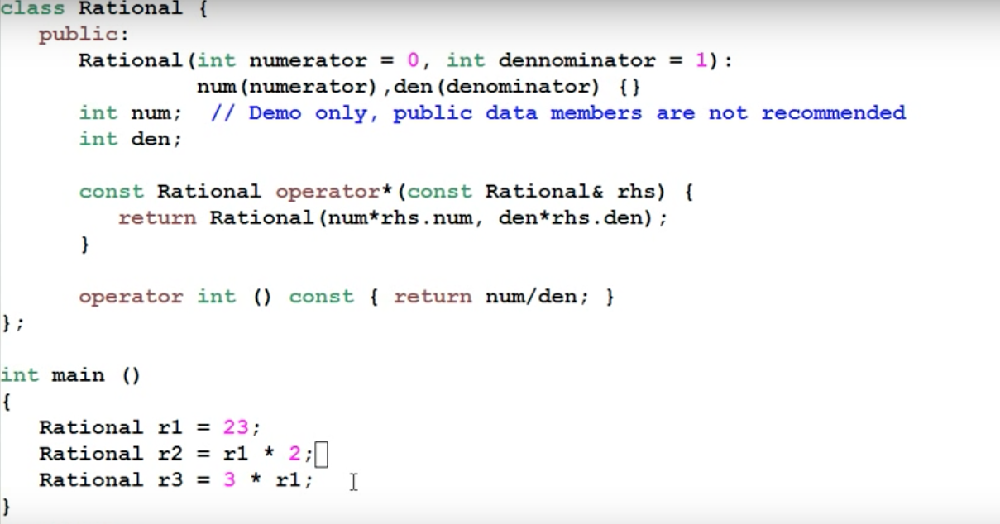 class Rational {
public:
Rational(int numerator = 0, int dennominator = 1):
num(numerator),den(denominator) {}
int num;  // Demo only, public data members are not recommended
int den;
const Rational operator*(const Rational& rhs) {
return Rational(num*rhs.num, den*rhs.den);
}
operator int () const { return num/den; }
};
int main ()
{
Rational r1 = 23;
Rational r2 = r1 * 2;
Rational r3 = 3 * r1;
}